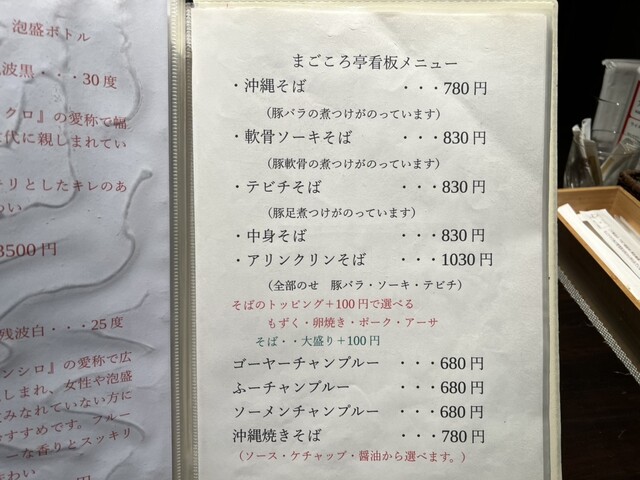 泡盛ボトル
波黒・・・30度
クロ』の愛称で幅
代に親しまれてい
リとしたキレのあ
わい
3500円
残波白・・・25度
シロ』の愛称で広
しまれ、女性や泡盛
みなれていない方に
すすめです。フルー
ーな香りとスッキリ
味わい
円
まごころ亭看板メニュー
・沖縄そば ・・・780円
（豚バラの煮つけがのっています）
・軟骨ソーキそば ・・・830円
（豚軟骨の煮つけがのっています）
・テビチそば ・・・830円
（豚足煮つけがのっています）
・中身そば ・・・830円
・アリンクリンそば ・・・1030円
（全部のせ 豚バラ・ソーキ・テビチ）
そばのトッピング＋100円で選べる
もずく・卵焼き・ポーク・アーサ
そば・・大盛り＋100円
ゴーヤーチャンプルー ・・・680円
ふーチャンプルー ・・・680円
ソーメンチャンプルー ・・・680円
沖縄焼きそば ・・・780円
（ソース・ケチャップ・醤油から選べます。）